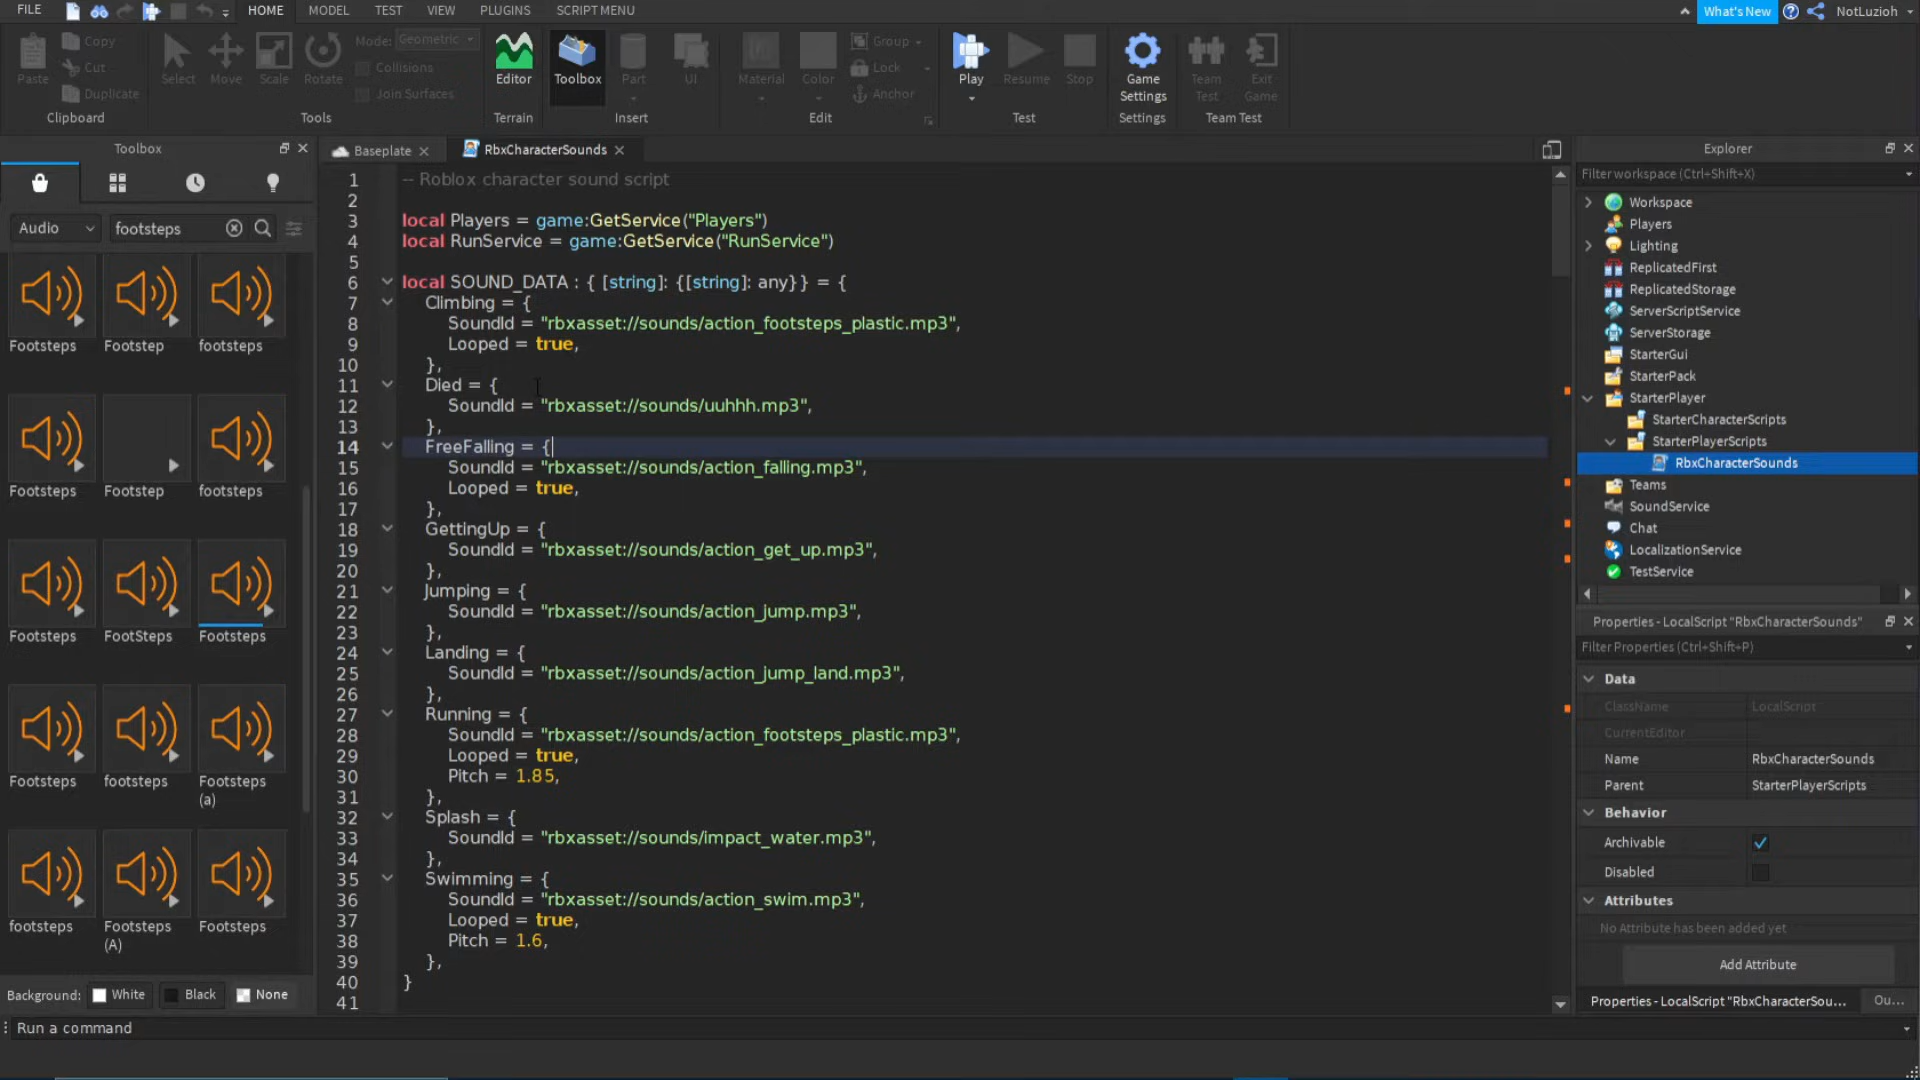 FILE HOME MODEL TEST VIEW PLUGINS SCRIPT MENU What's New NotLuzioh
Paste Copy Cut Duplicate Clipboard
Select Move Scale Rotate Mode: Geometric Collisions Join Surfaces Tools
Editor Terrain
Toolbox Part UI Insert
Material Color Group Lock Anchor Edit
Play Resume Stop Test
Game Settings Settings
Team Test Exit Game Team Test
Toolbox
Audio footsteps
Footsteps Footstep footsteps
Footsteps Footstep footsteps
Footsteps FootSteps Footsteps
Footsteps footsteps Footsteps (a)
footsteps Footsteps (A) Footsteps
Background: White Black None
Baseplate RbxCharacterSounds
1 -- Roblox character sound script
2
3 local Players = game:GetService("Players")
4 local RunService = game:GetService("RunService")
5
6 local SOUND_DATA : { [string]: {[string]: any}} = {
7 Climbing = {
8 SoundId = "rbxasset://sounds/action_footsteps_plastic.mp3",
9 Looped = true,
10 },
11 Died = {
12 SoundId = "rbxasset://sounds/uuhhh.mp3",
13 },
14 FreeFalling = {
15 SoundId = "rbxasset://sounds/action_falling.mp3",
16 Looped = true,
17 },
18 GettingUp = {
19 SoundId = "rbxasset://sounds/action_get_up.mp3",
20 },
21 Jumping = {
22 SoundId = "rbxasset://sounds/action_jump.mp3",
23 },
24 Landing = {
25 SoundId = "rbxasset://sounds/action_jump_land.mp3",
26 },
27 Running = {
28 SoundId = "rbxasset://sounds/action_footsteps_plastic.mp3",
29 Looped = true,
30 Pitch = 1.85,
31 },
32 Splash = {
33 SoundId = "rbxasset://sounds/impact_water.mp3",
34 },
35 Swimming = {
36 SoundId = "rbxasset://sounds/action_swim.mp3",
37 Looped = true,
38 Pitch = 1.6,
39 },
40 }
41
Explorer
Filter workspace (Ctrl+Shift+X)
Workspace
Players
Lighting
ReplicatedFirst
ReplicatedStorage
ServerScriptService
ServerStorage
StarterGui
StarterPack
StarterPlayer
StarterCharacterScripts
StarterPlayerScripts
RbxCharacterSounds
Teams
SoundService
Chat
LocalizationService
TestService
Properties - LocalScript "RbxCharacterSounds"
Filter Properties (Ctrl+Shift+P)
Data
ClassName LocalScript
CurrentEditor
Name RbxCharacterSounds
Parent StarterPlayerScripts
Behavior
Archivable
Disabled
Attributes
No Attribute has been added yet
Add Attribute
Properties - LocalScript "RbxCharacterSou... Ou...
Run a command